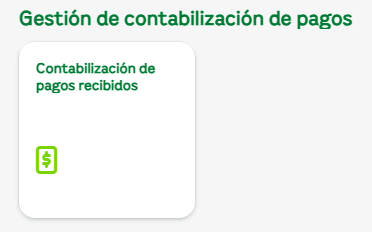 Gestión de contabilización de pagos
Contabilización de
pagos recibidos
$